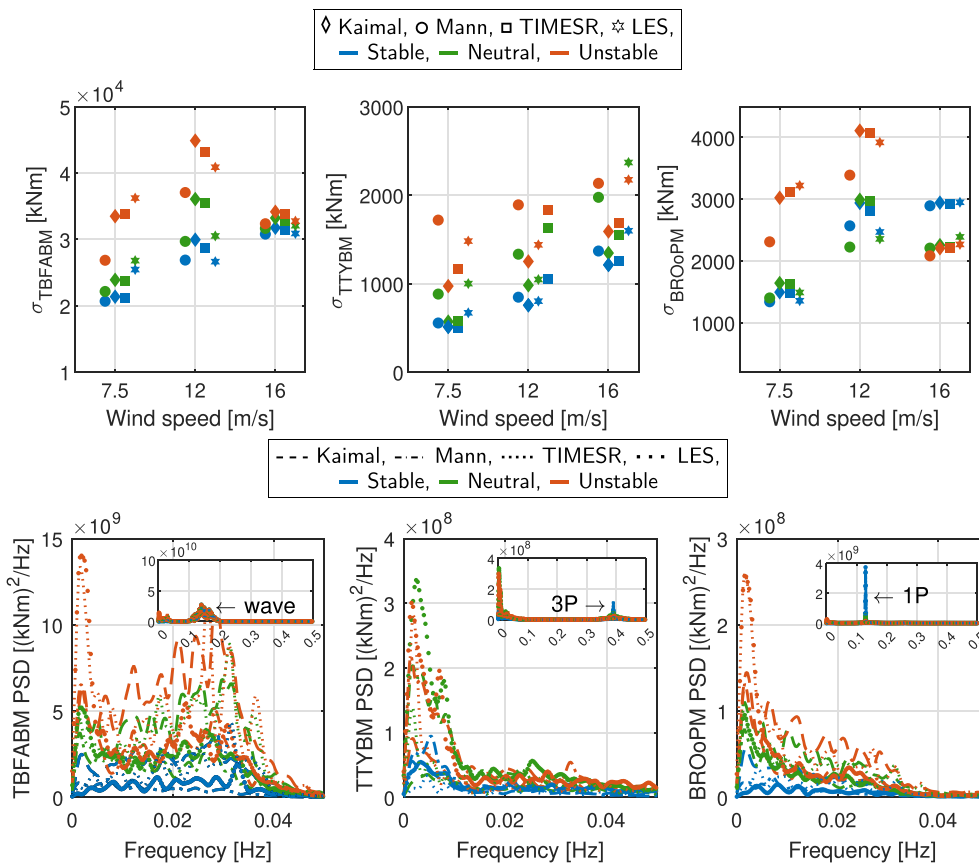 Kaimal, Mann, TIMESR, LES,
Stable, Neutral, Unstable
×10^4
5
4
3
2
1
σ_TBFABM [kNm]
7.5 12 16
Wind speed [m/s]
3000
2000
1000
0
σ_TTYBM [kNm]
7.5 12 16
Wind speed [m/s]
4000
3000
2000
1000
σ_BROoPM [kNm]
7.5 12 16
Wind speed [m/s]
Kaimal, Mann, TIMESR, LES,
Stable, Neutral, Unstable
×10^9
15
10
5
0
TBFABM PSD [(kNm)^2/Hz]
×10^10
10
5
0
wave
0 0.1 0.2 0.3 0.4 0.5
0 0.02 0.04
Frequency [Hz]
×10^8
4
3
2
1
0
TTYBM PSD [(kNm)^2/Hz]
×10^8
4
2
0
3P
0 0.1 0.2 0.3 0.4 0.5
0 0.02 0.04
Frequency [Hz]
×10^8
3
2
1
0
BROoPM PSD [(kNm)^2/Hz]
×10^9
4
2
0
1P
0 0.1 0.2 0.3 0.4 0.5
0 0.02 0.04
Frequency [Hz]